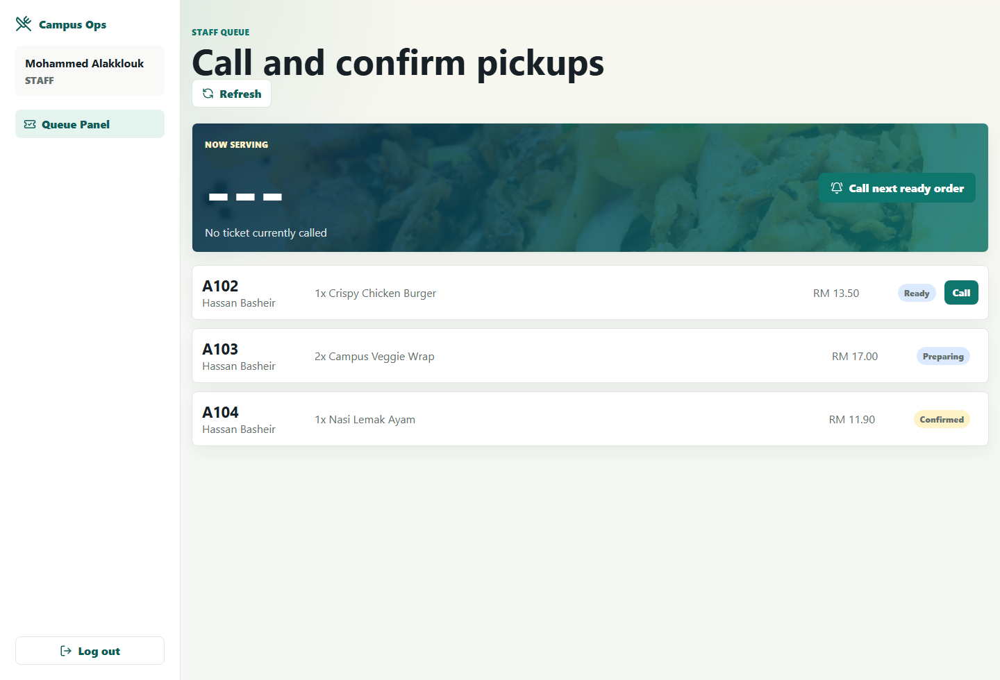 Campus Ops
Mohammed Alakklouk
STAFF
Queue Panel
Log out
STAFF QUEUE
Call and confirm pickups
Refresh
NOW SERVING
---
No ticket currently called
Call next ready order
A102
Hassan Basheir
1x Crispy Chicken Burger
RM 13.50
Ready
Call
A103
Hassan Basheir
2x Campus Veggie Wrap
RM 17.00
Preparing
A104
Hassan Basheir
1x Nasi Lemak Ayam
RM 11.90
Confirmed